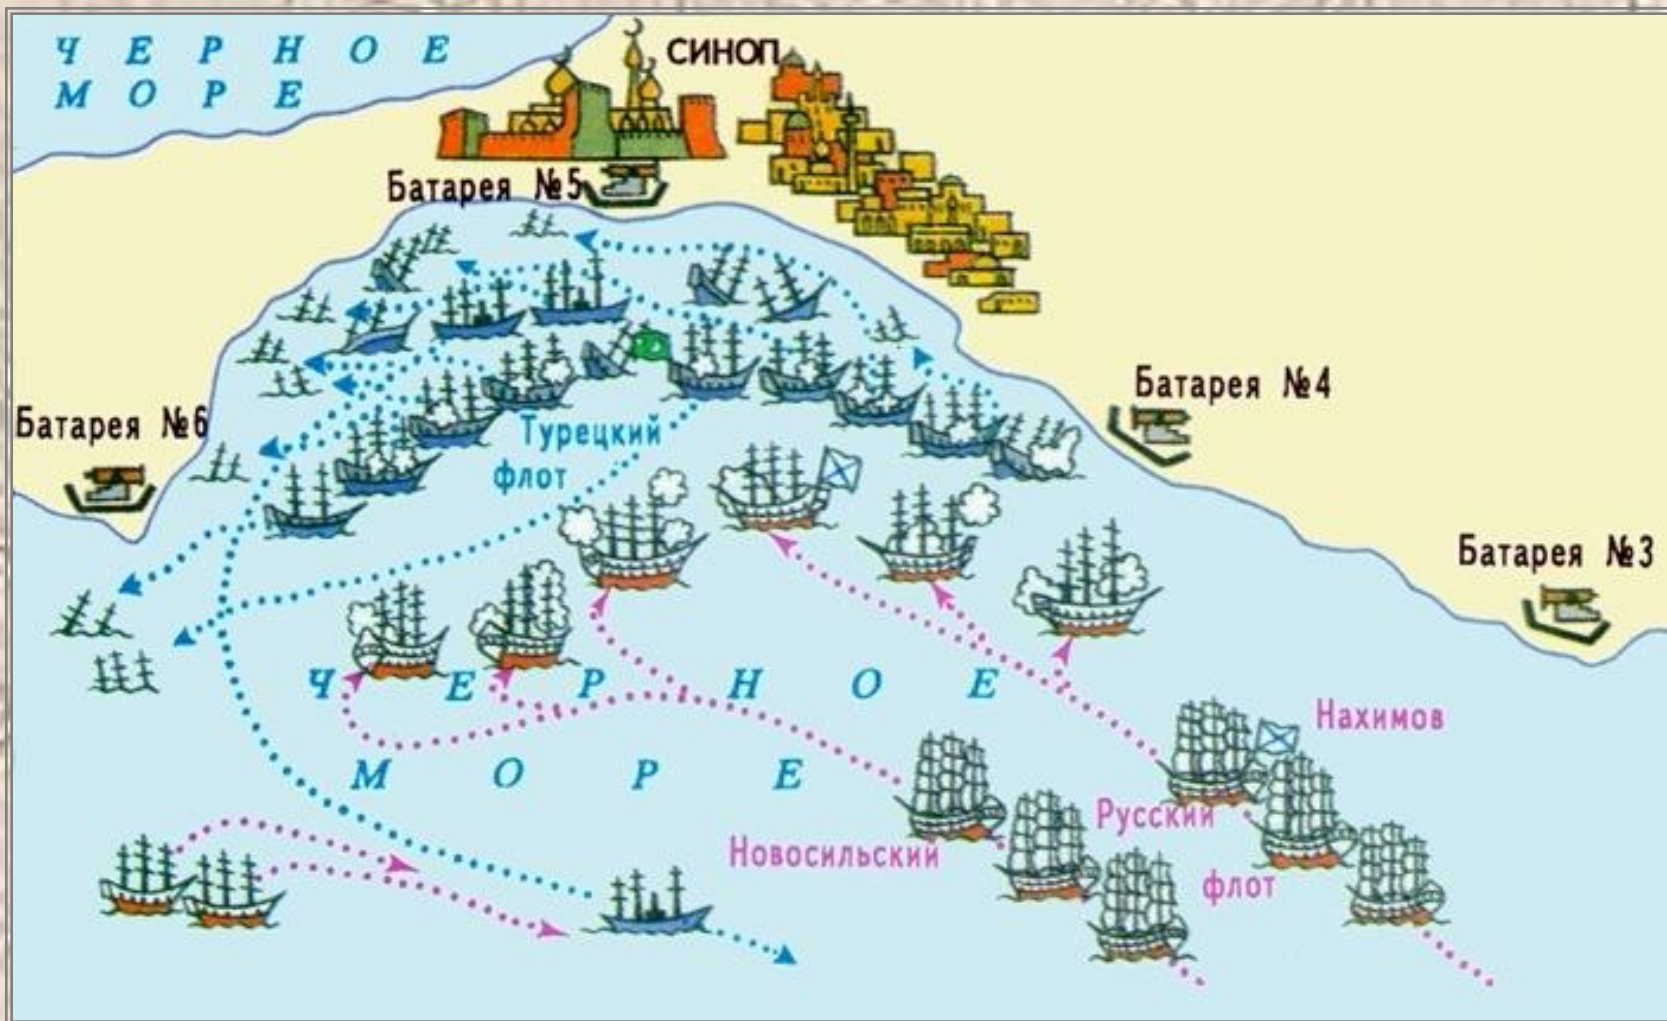 ЧЕРНОЕ
МОРЕ
СИНОП
Батарея №5
Батарея №4
Батарея №6
Турецкий
флот
Батарея №3
ЧЕРНОЕ
МОРЕ
Нахимов
Русский
флот
Новосильский